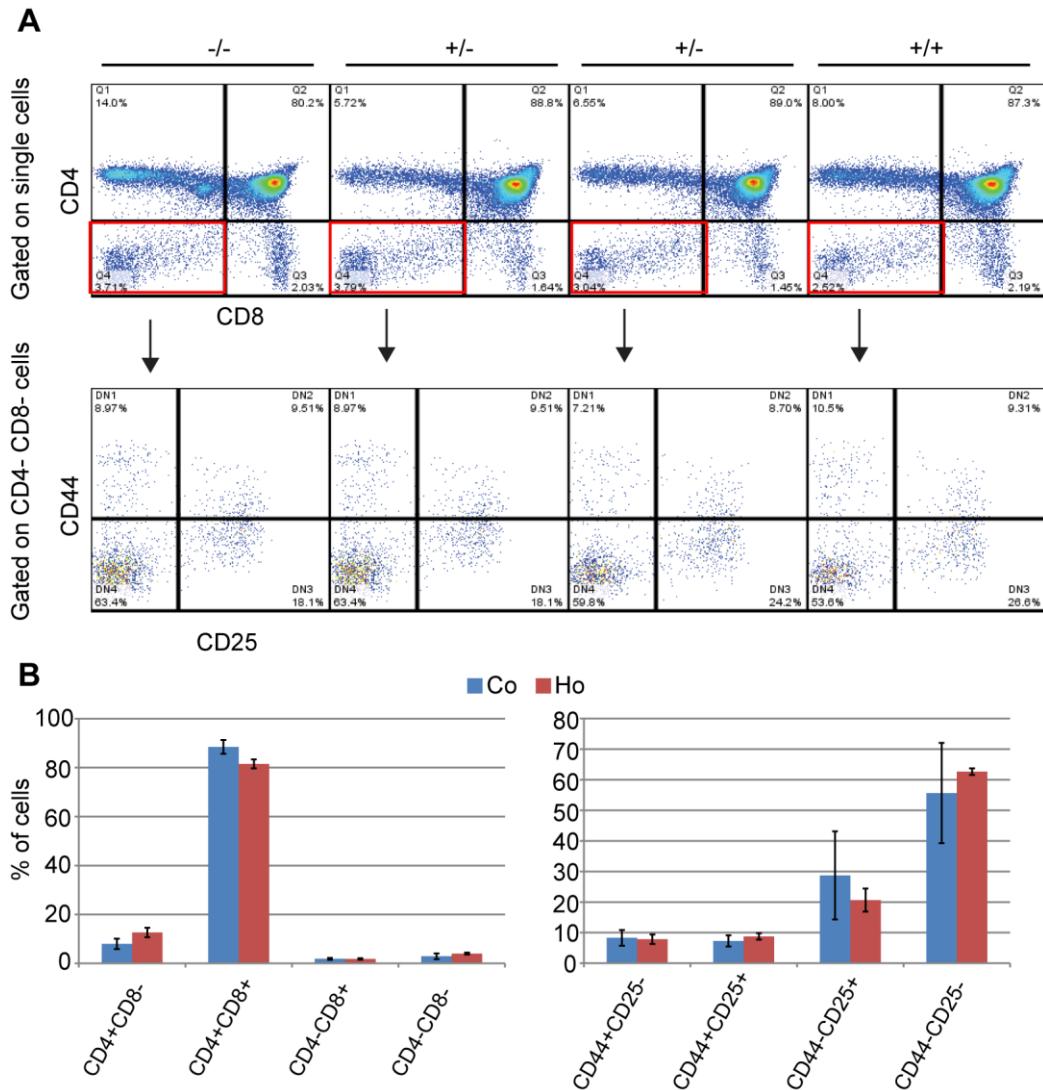 A
-/- +/- +/- +/+
Gated on single cells
CD4
Q1 Q2 Q1 Q2 Q1 Q2 Q1 Q2
14.0% 80.2% 5.72% 88.8% 6.55% 89.0% 8.00% 87.3%
Q4 Q3 Q4 Q3 Q4 Q3 Q4 Q3
3.71% 2.03% 3.79% 1.64% 3.04% 1.45% 2.52% 2.19%
CD8
Gated on CD4- CD8- cells
CD44
DN1 DN2 DN1 DN2 DN1 DN2 DN1 DN2
8.97% 9.51% 8.97% 9.51% 7.21% 8.70% 10.5% 9.31%
DN4 DN3 DN4 DN3 DN4 DN3 DN4 DN3
63.4% 18.1% 63.4% 18.1% 59.8% 24.2% 53.6% 26.6%
CD25
B
Co Ho
% of cells
100
80
60
40
20
0
CD4+CD8-
CD4+CD8+
CD4-CD8+
CD4-CD8-
80
70
60
50
40
30
20
10
0
CD44+CD25-
CD44+CD25+
CD44-CD25+
CD44-CD25-